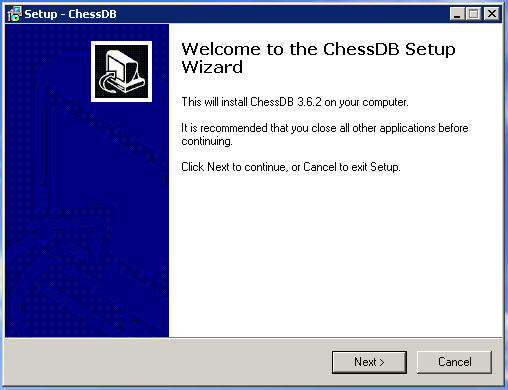 Setup - ChessDB
Welcome to the ChessDB Setup
Wizard
This will install ChessDB 3.6.2 on your computer.
It is recommended that you close all other applications before
continuing.
Click Next to continue, or Cancel to exit Setup.
Next >
Cancel